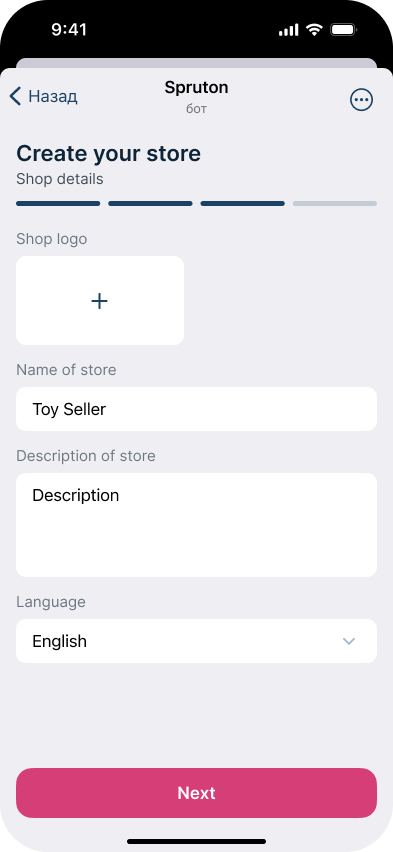 9:41
Назад
Spruton
бот
Create your store
Shop details
Shop logo
Name of store
Toy Seller
Description of store
Description
Language
English
Next